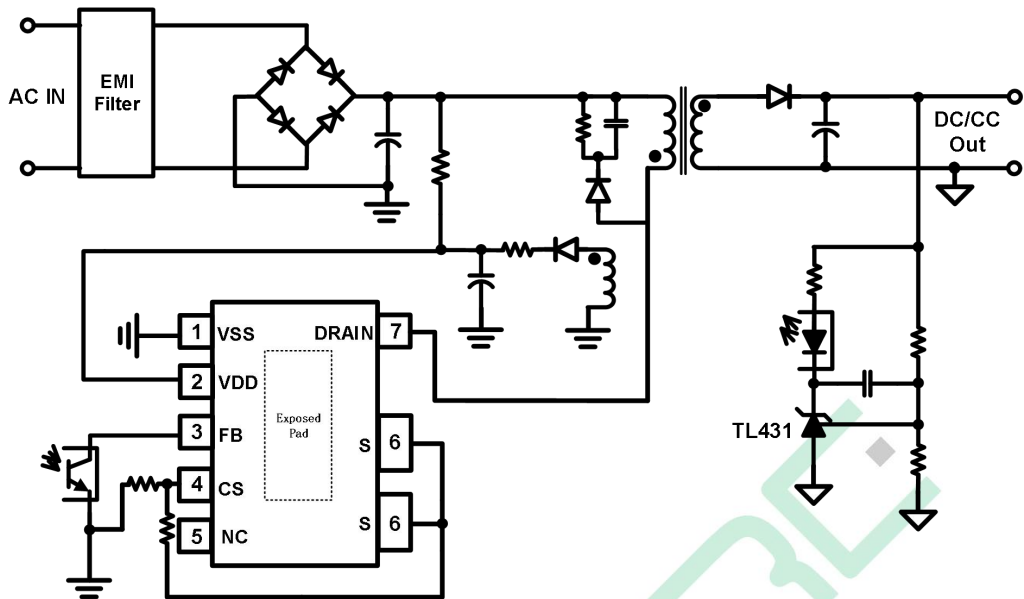 AC IN
EMI
Filter
DC/CC
Out
1
VSS
DRAIN
7
2
VDD
Exposed
Pad
3
FB
S
6
4
CS
S
6
5
NC
TL431